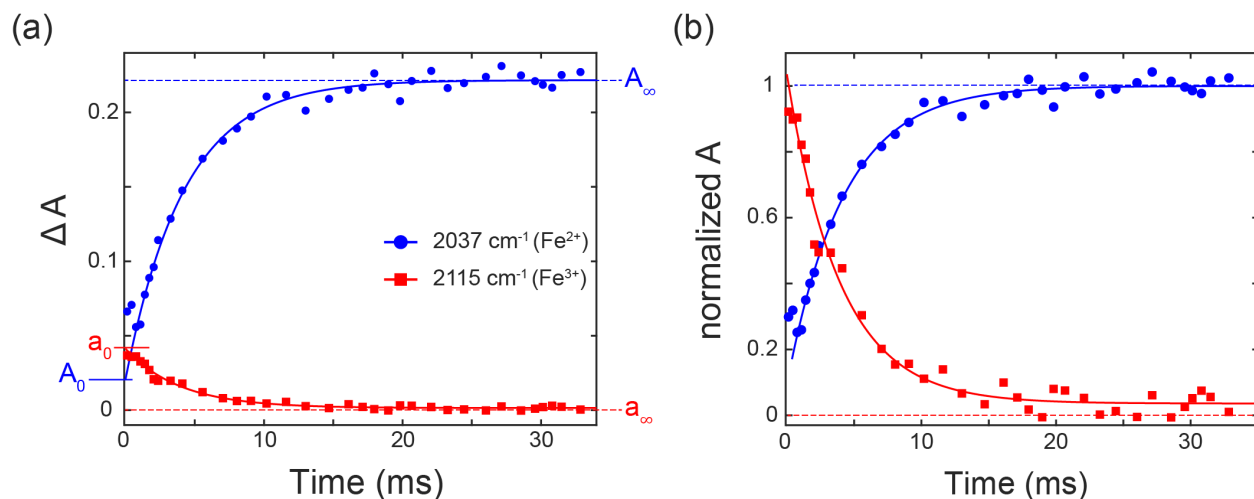 (a)
(b)
A∞
0.2
ΔA
0.1
2037 cm⁻¹ (Fe²⁺)
2115 cm⁻¹ (Fe³⁺)
a₀
A₀
0
a∞
0 10 20 30
Time (ms)
1
normalized A
0.6
0.2
0
0 10 20 30
Time (ms)